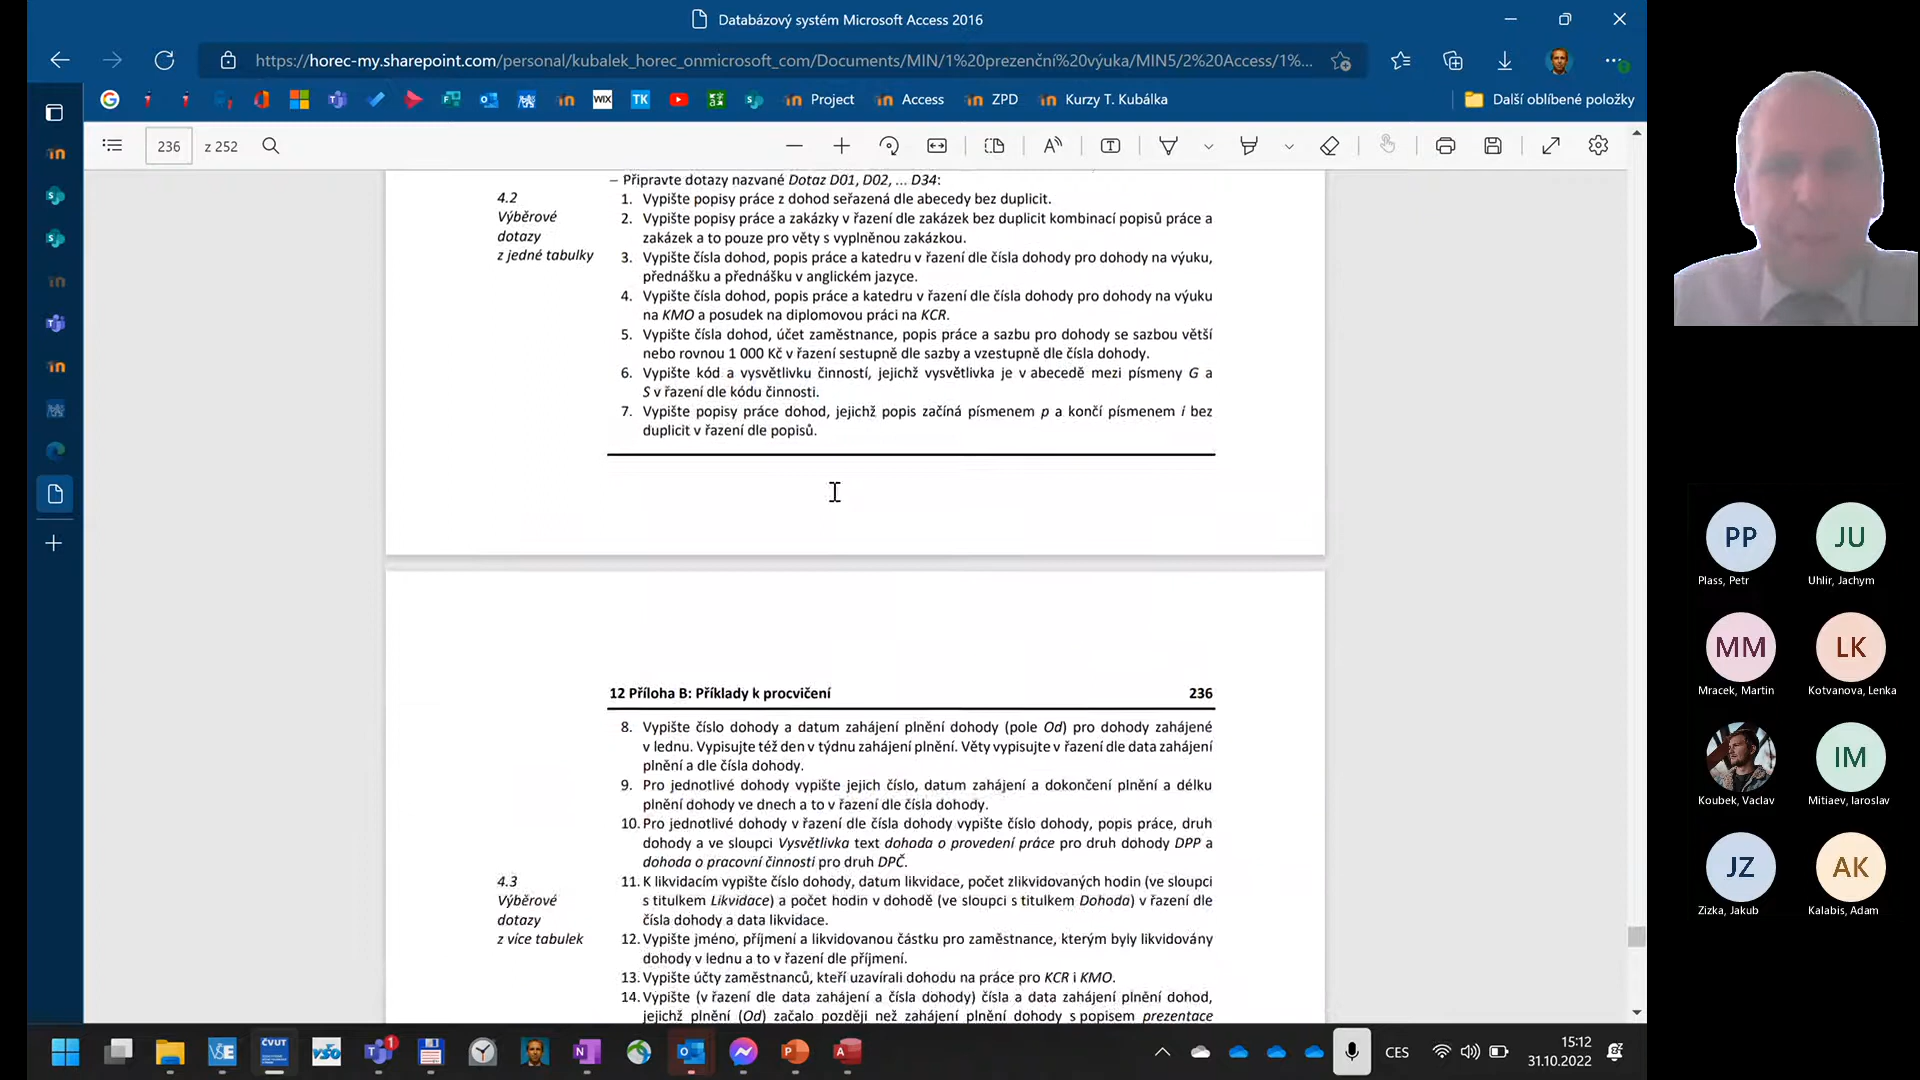 Databázový systém Microsoft Access 2016
https://horec-my.sharepoint.com/personal/kubalek_horec_onmicrosoft_com/Documents/MIN/1%20prezenční%20výuka/MIN5/2%20Access/1%...
Project
Access
ZPD
Kurzy T. Kubálka
Další oblíbené položky
236
z 252
– Připravte dotazy nazvané Dotaz D01, D02, ... D34:
4.2
Výběrové
dotazy
z jedné tabulky
1. Vypište popisy práce z dohod seřazená dle abecedy bez duplicit.
2. Vypište popisy práce a zakázky v řazení dle zakázek bez duplicit kombinací popisů práce a
zakázek a to pouze pro věty s vyplněnou zakázkou.
3. Vypište čísla dohod, popis práce a katedru v řazení dle čísla dohody pro dohody na výuku,
přednášku a přednášku v anglickém jazyce.
4. Vypište čísla dohod, popis práce a katedru v řazení dle čísla dohody pro dohody na výuku
na KMO a posudek na diplomovou práci na KCR.
5. Vypište čísla dohod, účet zaměstnance, popis práce a sazbu pro dohody se sazbou větší
nebo rovnou 1 000 Kč v řazení sestupně dle sazby a vzestupně dle čísla dohody.
6. Vypište kód a vysvětlivku činností, jejichž vysvětlivka je v abecedě mezi písmeny G a
S v řazení dle kódu činnosti.
7. Vypište popisy práce dohod, jejichž popis začíná písmenem p a končí písmenem i bez
duplicit v řazení dle popisů.
12 Příloha B: Příklady k procvičení 236
8. Vypište číslo dohody a datum zahájení plnění dohody (pole Od) pro dohody zahájené
v lednu. Vypisujte též den v týdnu zahájení plnění. Věty vypisujte v řazení dle data zahájení
plnění a dle čísla dohody.
9. Pro jednotlivé dohody vypište jejich číslo, datum zahájení a dokončení plnění a délku
plnění dohody ve dnech a to v řazení dle čísla dohody.
10. Pro jednotlivé dohody v řazení dle čísla dohody vypište číslo dohody, popis práce, druh
dohody a ve sloupci Vysvětlivka text dohoda o provedení práce pro druh dohody DPP a
dohoda o pracovní činnosti pro druh DPČ.
4.3
Výběrové
dotazy
z více tabulek
11. K likvidacím vypište číslo dohody, datum likvidace, počet zlikvidovaných hodin (ve sloupci
s titulkem Likvidace) a počet hodin v dohodě (ve sloupci s titulkem Dohoda) v řazení dle
čísla dohody a data likvidace.
12. Vypište jméno, příjmení a likvidovanou částku pro zaměstnance, kterým byly likvidovány
dohody v lednu a to v řazení dle příjmení.
13. Vypište účty zaměstnanců, kteří uzavírali dohodu na práce pro KCR i KMO.
14. Vypište (v řazení dle data zahájení a čísla dohody) čísla a data zahájení plnění dohod,
jejichž plnění (Od) začalo později než zahájení plnění dohody s popisem prezentace
PP
Plass, Petr
JU
Uhlir, Jachym
MM
Mracek, Martin
LK
Kotvanova, Lenka
Koubek, Vaclav
IM
Mitiaev, Iaroslav
JZ
Zizka, Jakub
AK
Kalabis, Adam
CES
15:12
31.10.2022